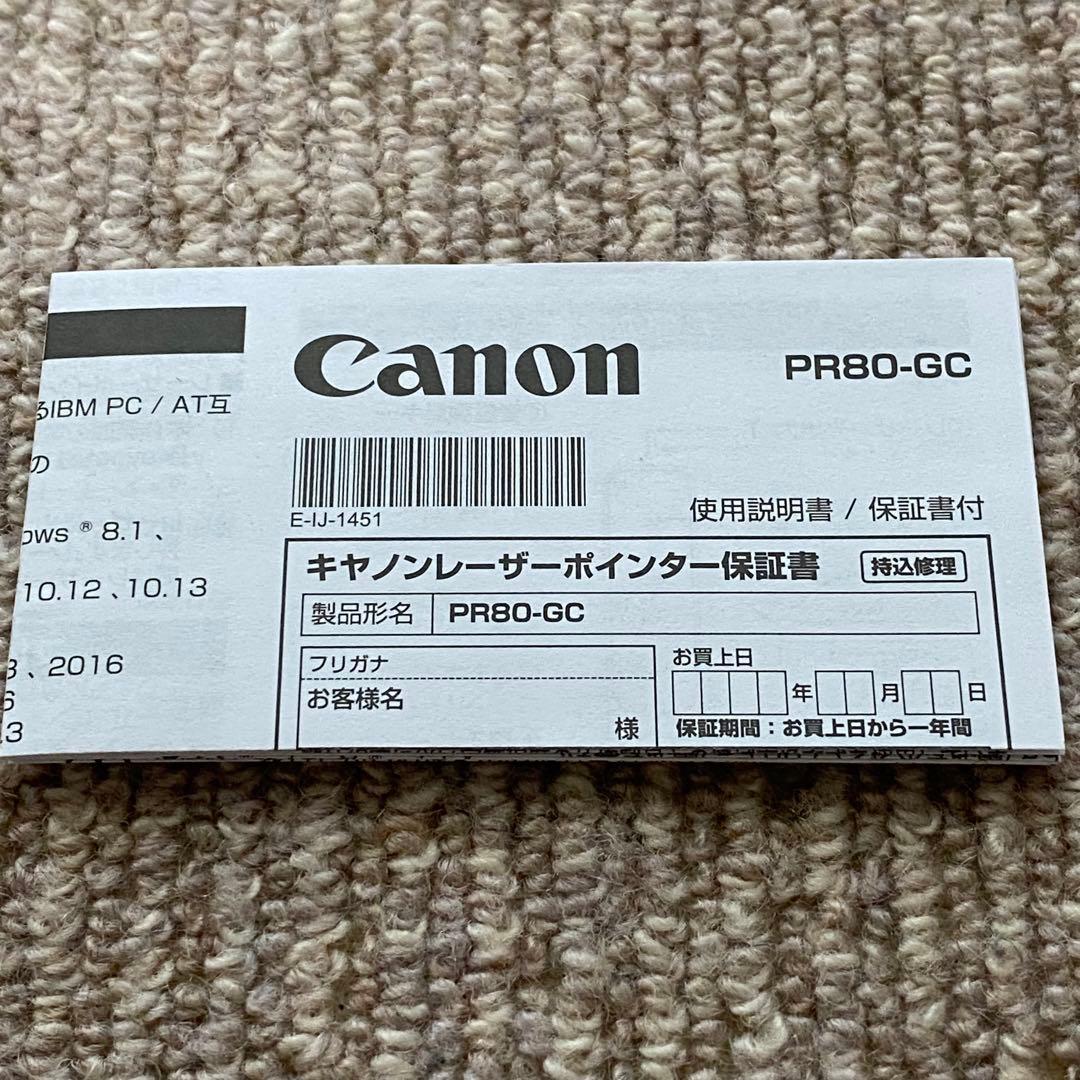 るIBM PC / AT互
の
ows ® 8.1 、
10.12 、10.13
3 、2016
6
3
Canon
PR80-GC
E-IJ-1451
使用説明書 / 保証書付
キヤノンレーザーポインター保証書 持込修理
製品形名 PR80-GC
フリガナ
お客様名
様
お買上日
年 月 日
保証期間：お買上日から一年間